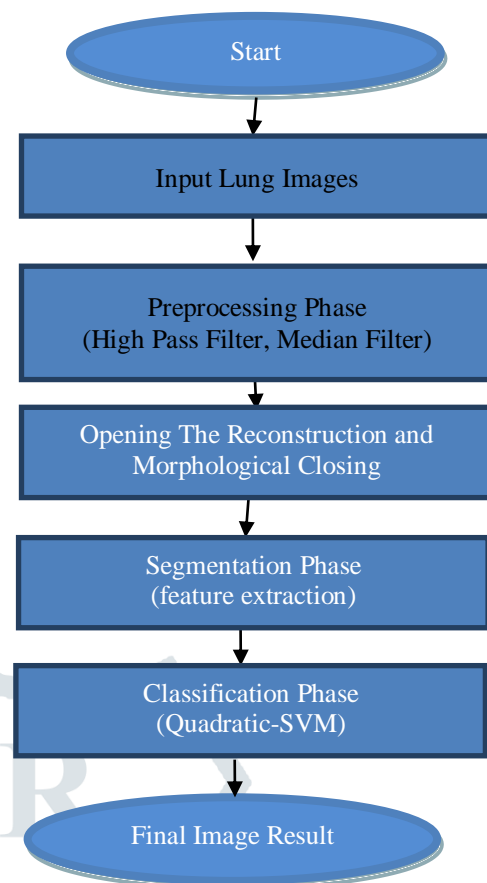 Start
Input Lung Images
Preprocessing Phase
(High Pass Filter, Median Filter)
Opening The Reconstruction and
Morphological Closing
Segmentation Phase
(feature extraction)
Classification Phase
(Quadratic-SVM)
R
Final Image Result